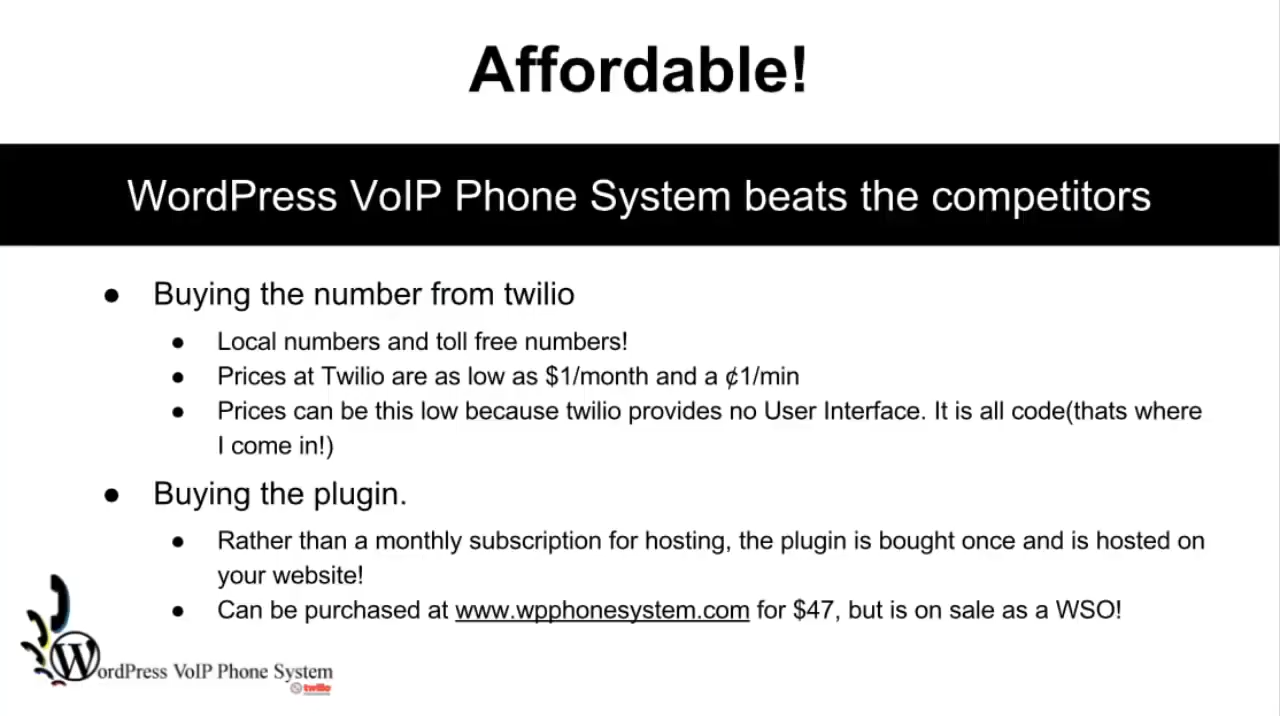 Affordable!
WordPress VoIP Phone System beats the competitors
● Buying the number from twilio
● Local numbers and toll free numbers!
● Prices at Twilio are as low as $1/month and a ¢1/min
● Prices can be this low because twilio provides no User Interface. It is all code(thats where
I come in!)
● Buying the plugin.
● Rather than a monthly subscription for hosting, the plugin is bought once and is hosted on
your website!
● Can be purchased at www.wpphonesystem.com for $47, but is on sale as a WSO!
WordPress VoIP Phone System
twilio